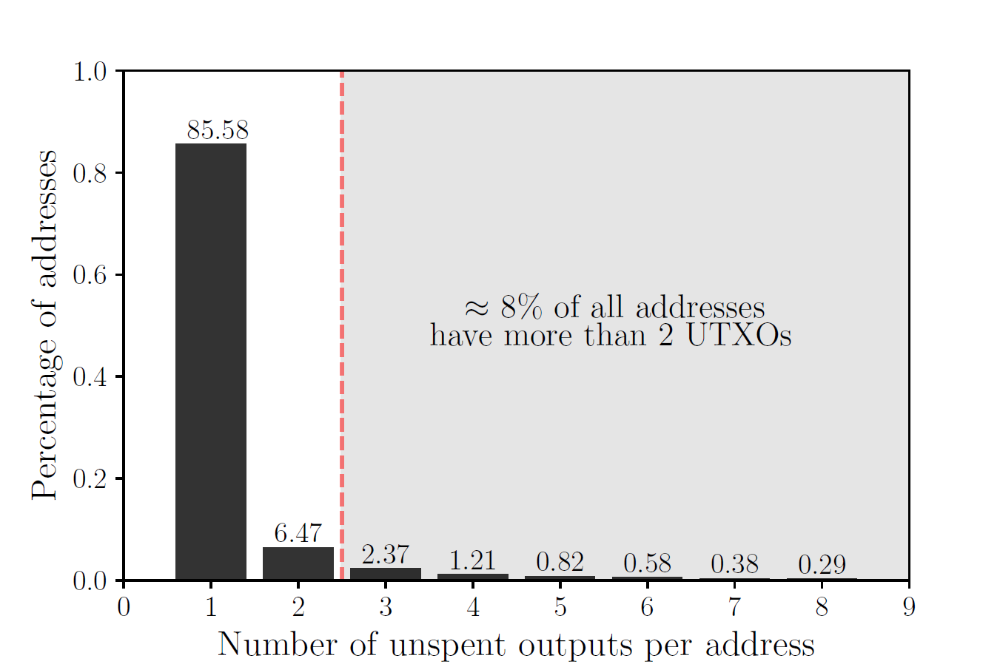 1.0
85.58
0.8
0.6
≈ 8% of all addresses
have more than 2 UTXOs
0.4
0.2
6.47
2.37
1.21
0.82
0.58
0.38
0.29
0.0
0 1 2 3 4 5 6 7 8 9
Number of unspent outputs per address
Percentage of addresses